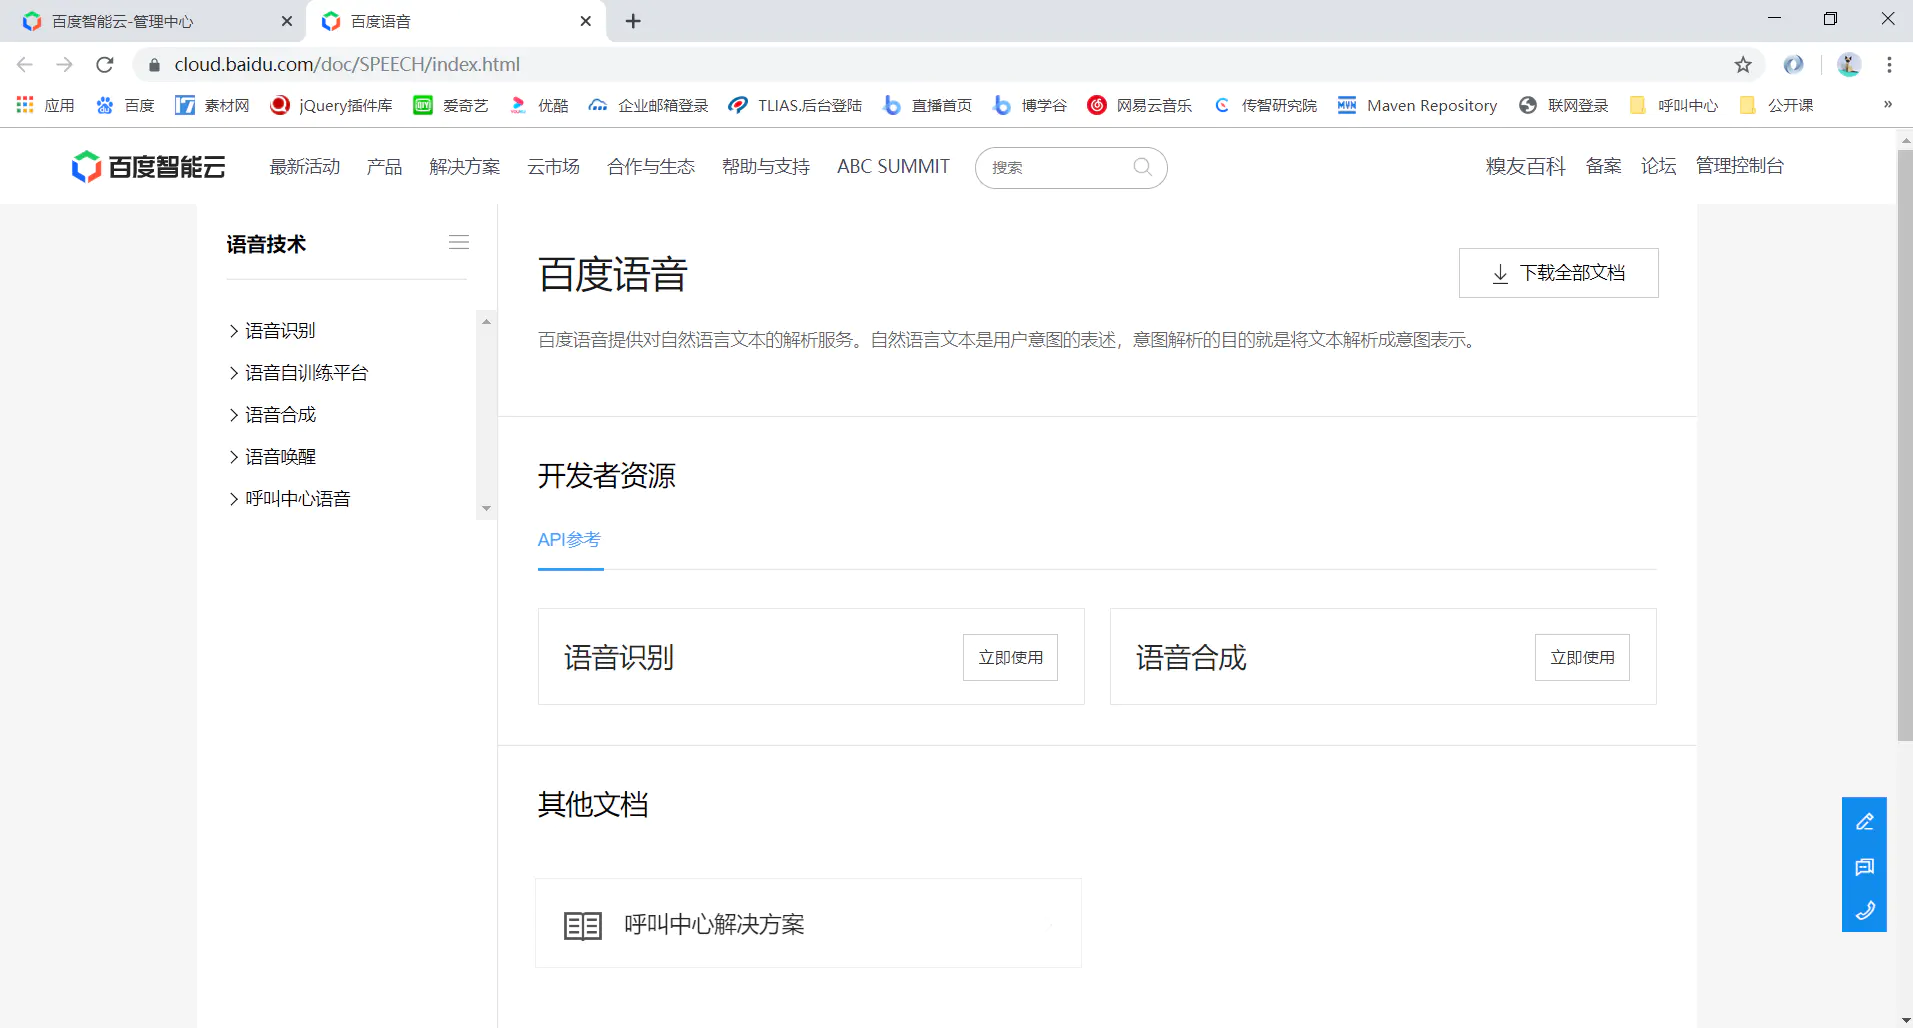 百度智能云-管理中心
百度语音
cloud.baidu.com/doc/SPEECH/index.html
应用 百度 素材网 jQuery插件库 爱奇艺 优酷 企业邮箱登录 TLIAS.后台登陆 直播首页 博学谷 网易云音乐 传智研究院 Maven Repository 联网登录 呼叫中心 公开课
百度智能云 最新活动 产品 解决方案 云市场 合作与生态 帮助与支持 ABC SUMMIT 搜索 糗友百科 备案 论坛 管理控制台
语音技术
语音识别
语音自训练平台
语音合成
语音唤醒
呼叫中心语音
百度语音
下载全部文档
百度语音提供对自然语言文本的解析服务。自然语言文本是用户意图的表述，意图解析的目的就是将文本解析成意图表示。
开发者资源
API参考
语音识别 立即使用
语音合成 立即使用
其他文档
呼叫中心解决方案